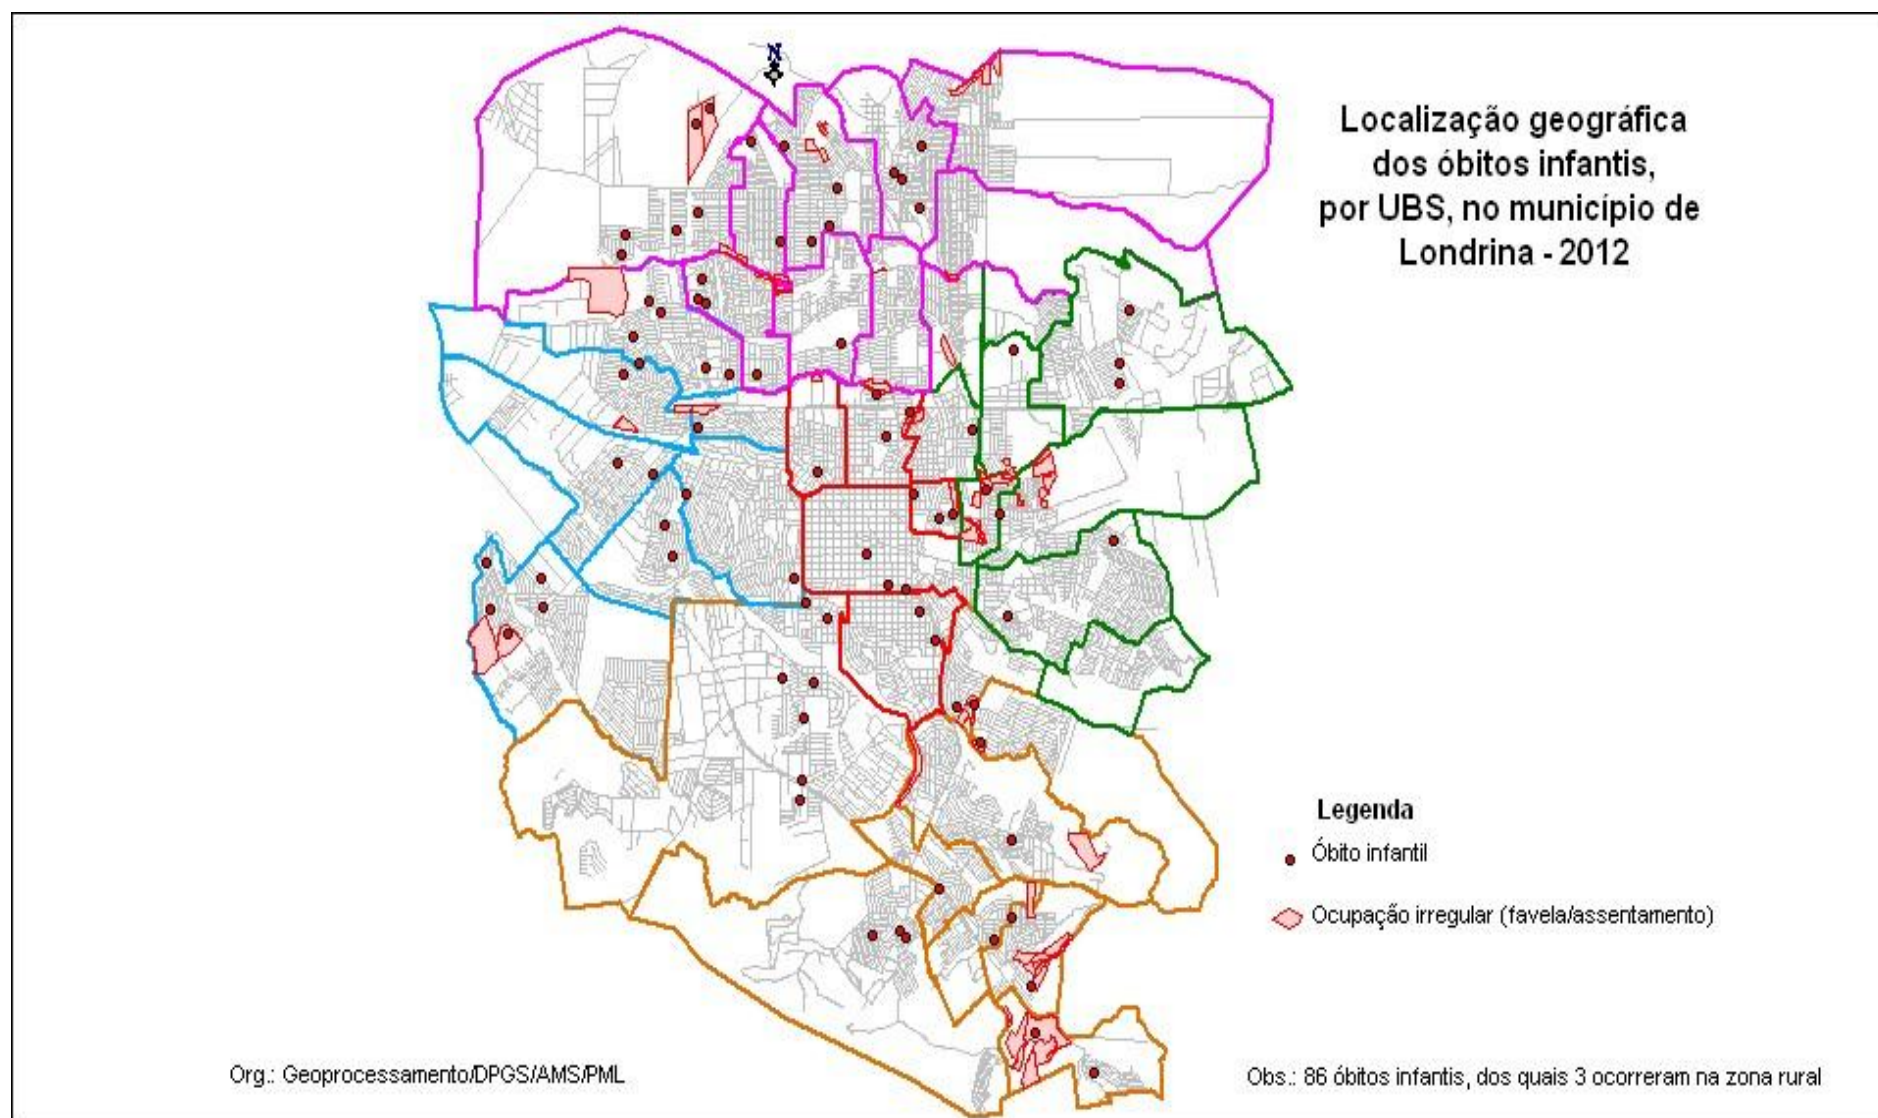 N
Localização geográfica
dos óbitos infantis,
por UBS, no município de
Londrina - 2012
Legenda
Óbito infantil
Ocupação irregular (favela/assentamento)
Org.: Geoprocessamento/DPGS/AMS/PML
Obs.: 86 óbitos infantis, dos quais 3 ocorreram na zona rural